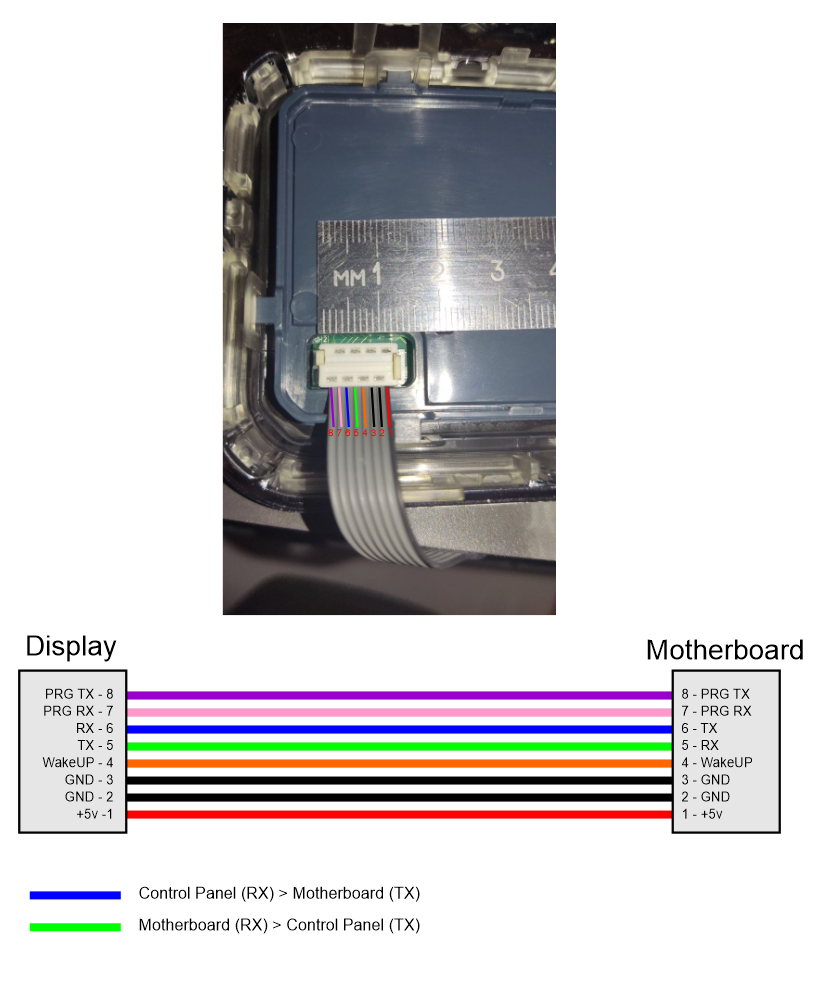 MM 1 2 3 4
8 7 6 5 4 3 2
Display
Motherboard
PRG TX - 8
PRG RX - 7
RX - 6
TX - 5
WakeUP - 4
GND - 3
GND - 2
+5v -1
8 - PRG TX
7 - PRG RX
6 - TX
5 - RX
4 - WakeUP
3 - GND
2 - GND
1 - +5v
Control Panel (RX) > Motherboard (TX)
Motherboard (RX) > Control Panel (TX)